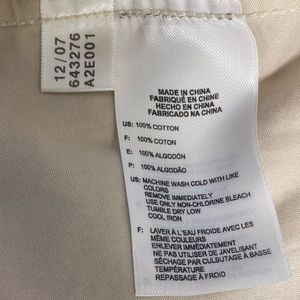 12/07
643276
A2E001
MADE IN CHINA
FABRIQUÉ EN CHINE
HECHO EN CHINA
FABRICADO NA CHINA
US: 100% COTTON
F: 100% COTON
E: 100% ALGODÓN
P: 100% ALGODÃO
US: MACHINE WASH COLD WITH LIKE
COLORS
REMOVE IMMEDIATELY
USE ONLY NON-CHLORINE BLEACH
TUMBLE DRY LOW
COOL IRON
F: LAVER À L'EAU FROIDE AVEC LES
MÊME COULEURS
ENLEVER IMMÉDIATEMENT
NE PAS UTILISER DE JAVELISANT
SÉCHAGE PAR CULBUTAGE À BASSE
TEMPÉRATURE
REPASSAGE À FROID